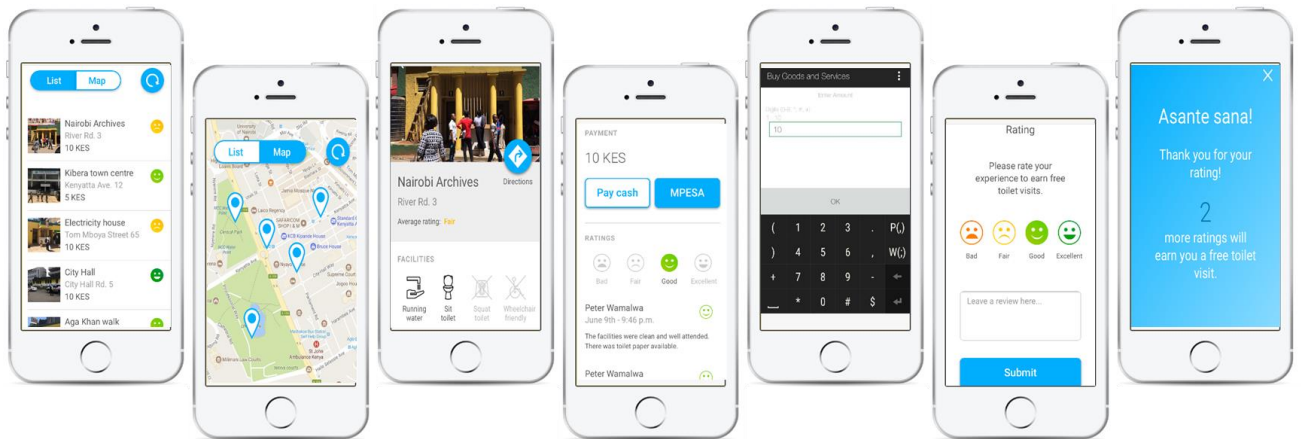 List Map
Nairobi Archives
River Rd. 3
10 KES
Kibera town centre
Kenyatta Ave. 12
5 KES
Electricity house
Tom Mboya Street 65
10 KES
City Hall
City Hall Rd. 5
10 KES
Aga Khan walk
List Map
Nairobi Archives
Directions
River Rd. 3
Average rating: Fair
FACILITIES
Running water
Sit toilet
Squat toilet
Wheelchair friendly
PAYMENT
10 KES
Pay cash MPESA
RATINGS
Bad Fair Good Excellent
Peter Wamalwa
June 9th - 9:46 p.m.
The facilities were clean and well attended.
There was toilet paper available.
Peter Wamalwa
Buy Goods and Services
Enter Amount
10
OK
( 1 2 3 . P(,)
) 4 5 6 , W(;)
+ 7 8 9 -
* 0 # $
Rating
Please rate your
experience to earn free
toilet visits.
Bad Fair Good Excellent
Leave a review here...
Submit
X
Asante sana!
Thank you for your
rating!
2
more ratings will
earn you a free toilet
visit.